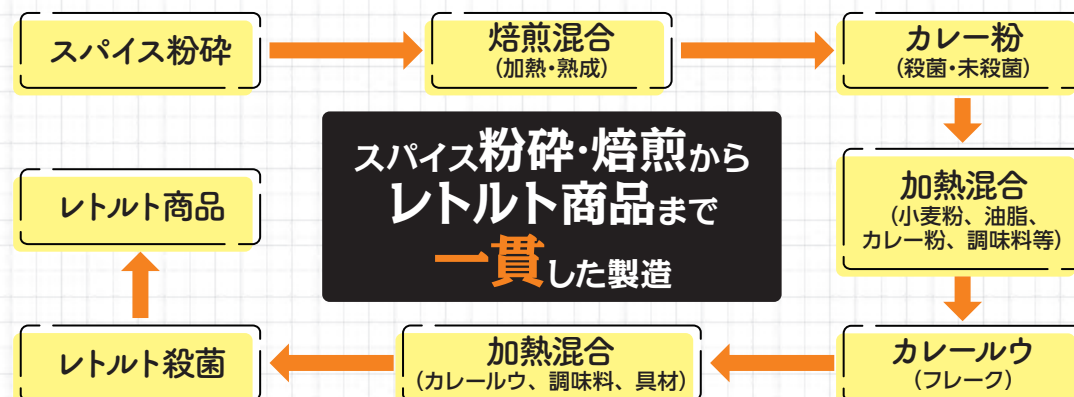 スパイス粉砕
焙煎混合
(加熱・熟成)
カレー粉
(殺菌・未殺菌)
スパイス粉砕・焙煎から
レトルト商品まで
一貫した製造
加熱混合
(小麦粉、油脂、
カレー粉、調味料等)
カレールウ
(フレーク)
加熱混合
(カレールウ、調味料、具材)
レトルト殺菌
レトルト商品